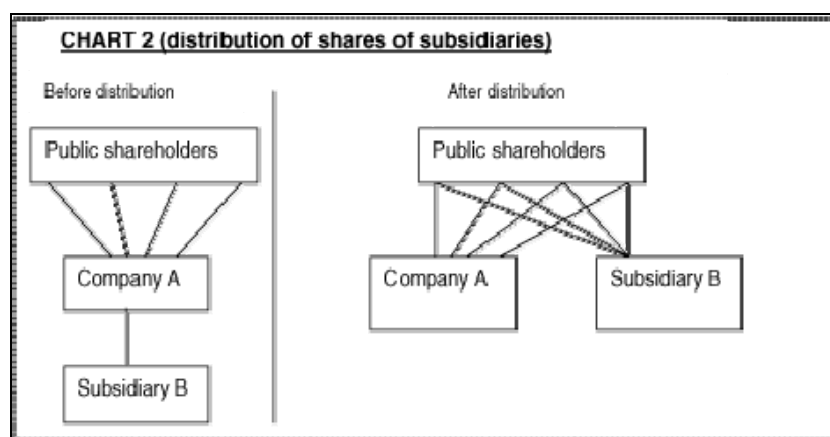 CHART 2 (distribution of shares of subsidiaries)
Before distribution
After distribution
Public shareholders
Public shareholders
Company A
Company A
Subsidiary B
Subsidiary B